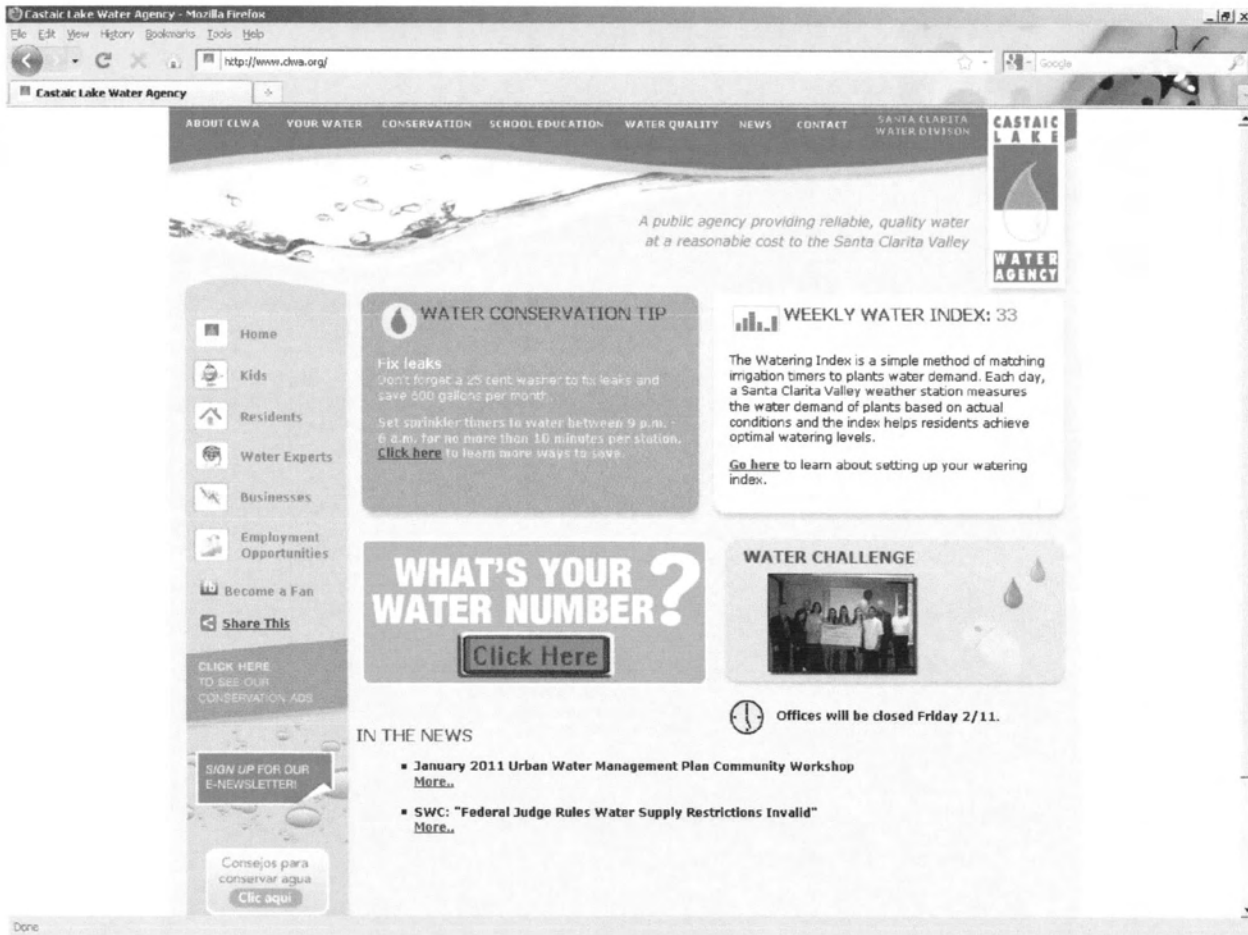 Castaic Lake Water Agency - Mozilla Firefox
File Edit View History Bookmarks Tools Help
http://www.clwa.org/
Google
Castaic Lake Water Agency
ABOUT CLWA YOUR WATER CONSERVATION SCHOOL EDUCATION WATER QUALITY NEWS CONTACT SANTA CLARITA WATER DIVISON
CASTAIC
LAKE
WATER
AGENCY
A public agency providing reliable, quality water
at a reasonable cost to the Santa Clarita Valley
Home
Kids
Residents
Water Experts
Businesses
Employment
Opportunities
Become a Fan
Share This
CLICK HERE
TO SEE OUR
CONSERVATION ADS
SIGN UP FOR OUR
E-NEWSLETTER!
Consejos para
conservar agua
Clic aqui
WATER CONSERVATION TIP
Fix leaks
Don't forget a 25 cent washer to fix leaks and
save 600 gallons per month.
Set sprinkler timers to water between 9 p.m. -
6 a.m. for no more than 10 minutes per station.
Click here to learn more ways to save.
WEEKLY WATER INDEX: 33
The Watering Index is a simple method of matching
irrigation timers to plants water demand. Each day,
a Santa Clarita Valley weather station measures
the water demand of plants based on actual
conditions and the index helps residents achieve
optimal watering levels.
Go here to learn about setting up your watering
index.
WHAT'S YOUR
WATER NUMBER?
Click Here
WATER CHALLENGE
Offices will be closed Friday 2/11.
IN THE NEWS
January 2011 Urban Water Management Plan Community Workshop
More..
SWC: "Federal Judge Rules Water Supply Restrictions Invalid"
More..
Done